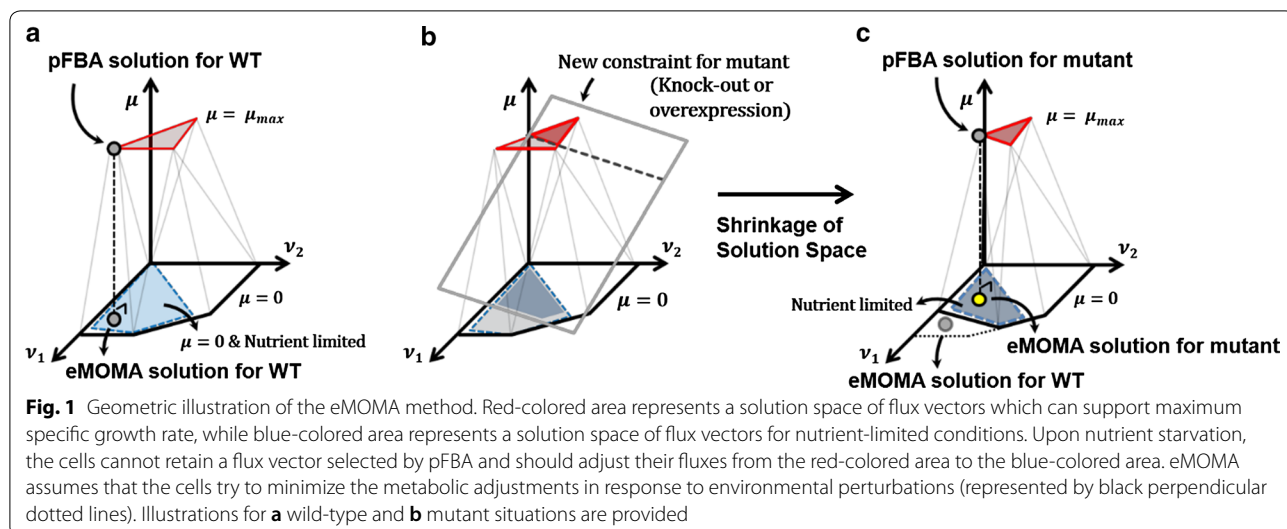 a
pFBA solution for WT
μ
μ = μmax
ν2
μ = 0
μ = 0 & Nutrient limited
ν1
eMOMA solution for WT
b
New constraint for mutant
(Knock-out or
overexpression)
μ
ν2
μ = 0
ν1
Shrinkage of
Solution Space
c
pFBA solution for mutant
μ
μ = μmax
ν2
Nutrient limited
μ = 0
ν1
eMOMA solution for mutant
eMOMA solution for WT
Fig. 1 Geometric illustration of the eMOMA method. Red-colored area represents a solution space of flux vectors which can support maximum
specific growth rate, while blue-colored area represents a solution space of flux vectors for nutrient-limited conditions. Upon nutrient starvation,
the cells cannot retain a flux vector selected by pFBA and should adjust their fluxes from the red-colored area to the blue-colored area. eMOMA
assumes that the cells try to minimize the metabolic adjustments in response to environmental perturbations (represented by black perpendicular
dotted lines). Illustrations for a wild-type and b mutant situations are provided